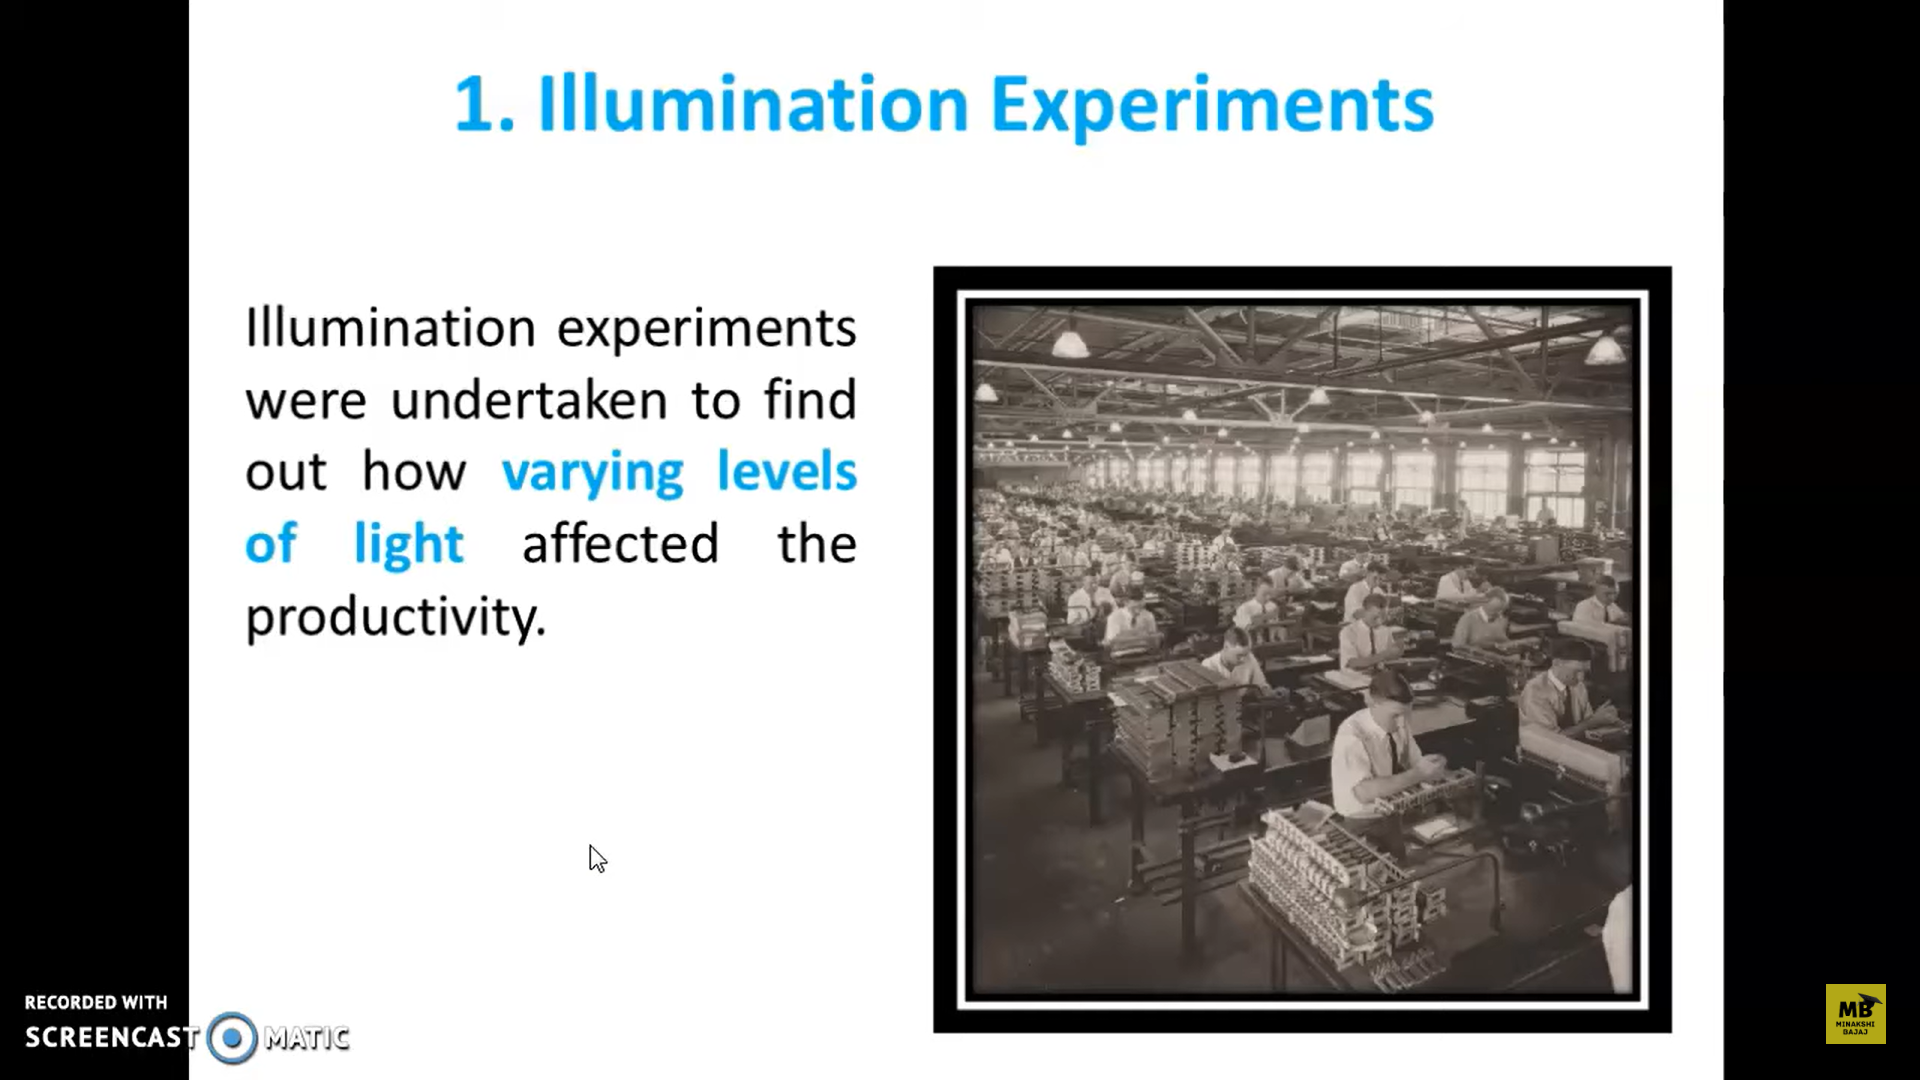 1. Illumination Experiments
Illumination experiments
were undertaken to find
out how varying levels
of light affected the
productivity.
RECORDED WITH
SCREENCAST MATIC
MB
MINAKSHI
BAJAJ